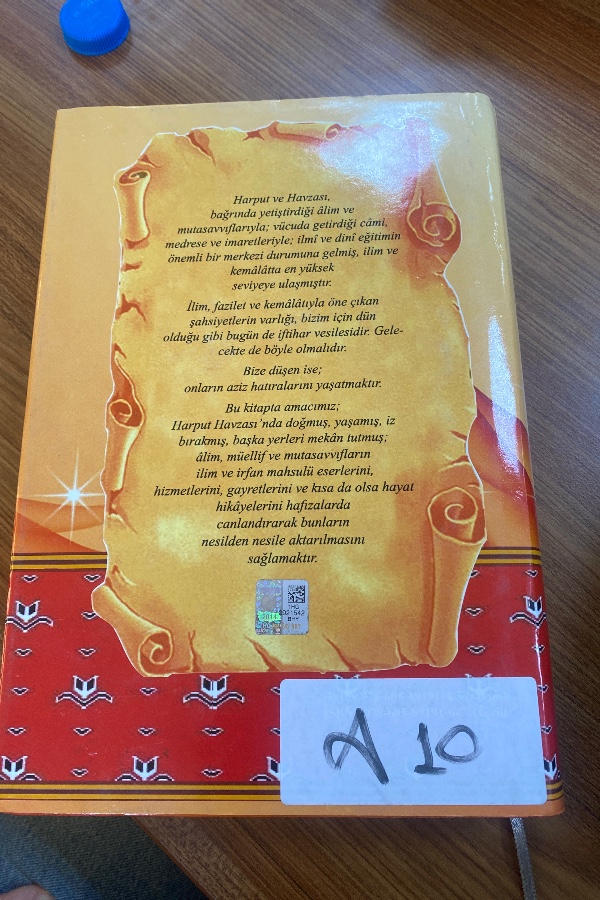 Harput ve Havzası,
bağrında yetiştirdiği âlim ve
mutasavvıflarıyla; vücuda getirdiği câmi,
medrese ve imaretleriyle; ilmî ve dinî eğitimin
önemli bir merkezi durumuna gelmiş, ilim ve
kemâlâtta en yüksek
seviyeye ulaşmıştır.
İlim, fazilet ve kemâlâtıyla öne çıkan
şahsiyetlerin varlığı, bizim için dün
olduğu gibi bugün de iftihar vesilesidir. Gele-
cekte de böyle olmalıdır.
Bize düşen ise;
onların aziz hatıralarını yaşatmaktır.
Bu kitapta amacımız;
Harput Havzası'nda doğmuş, yaşamış, iz
bırakmış, başka yerleri mekân tutmuş;
âlim, müellif ve mutasavvıfların
ilim ve irfan mahsulü eserlerini,
hizmetlerini, gayretlerini ve kısa da olsa hayat
hikâyelerini hafızalarda
canlandırarak bunların
nesilden nesile aktarılmasını
sağlamaktır.
2014
A 10